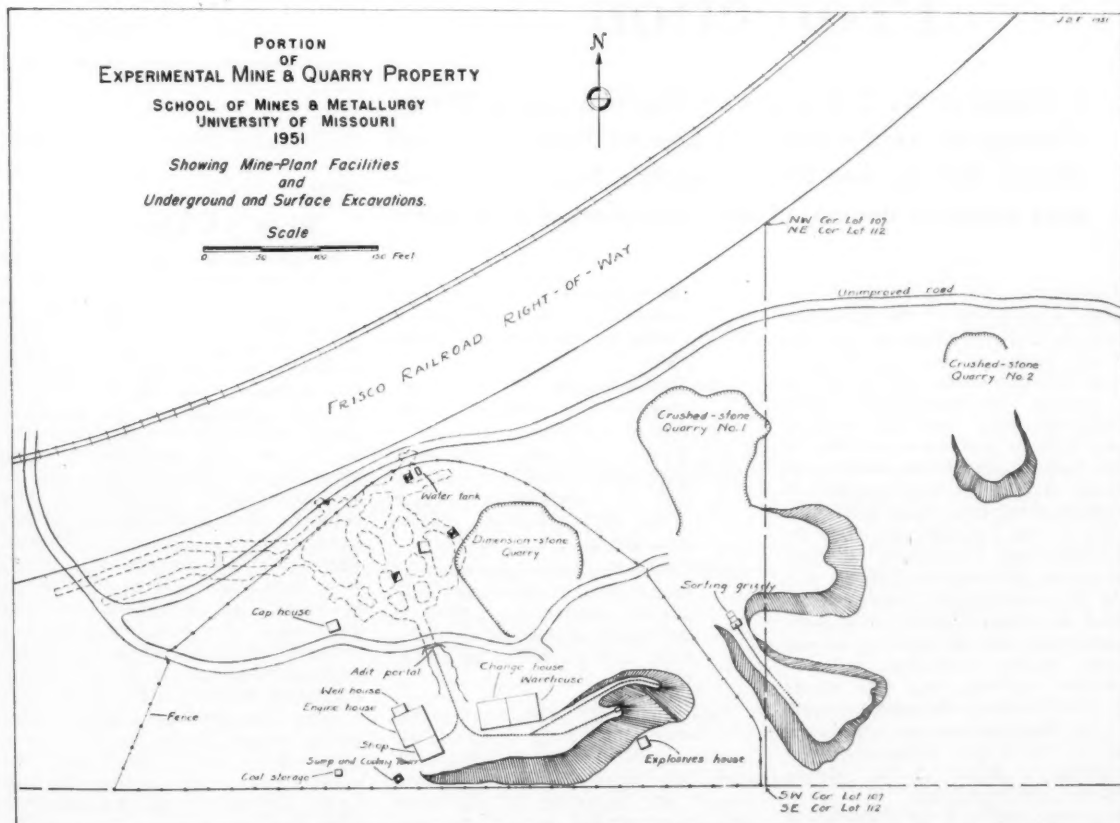 J.D.F. 1951
PORTION
OF
EXPERIMENTAL MINE & QUARRY PROPERTY
SCHOOL OF MINES & METALLURGY
UNIVERSITY OF MISSOURI
1951
Showing Mine-Plant Facilities
and
Underground and Surface Excavations.
Scale
0 50 100 150 Feet
N
NW Cor Lot 107
NE Cor Lot 112
FRISCO RAILROAD RIGHT-OF-WAY
Unimproved road
Crushed-stone
Quarry No. 2
Crushed-stone
Quarry No. 1
Water tank
Dimension-stone
Quarry
Sorting grizzly
Cap house
Adit portal
Change house
Warehouse
Well house
Engine house
Fence
Shop
Sump and Cooling Tower
Coal storage
Explosives house
SW Cor Lot 107
SE Cor Lot 112